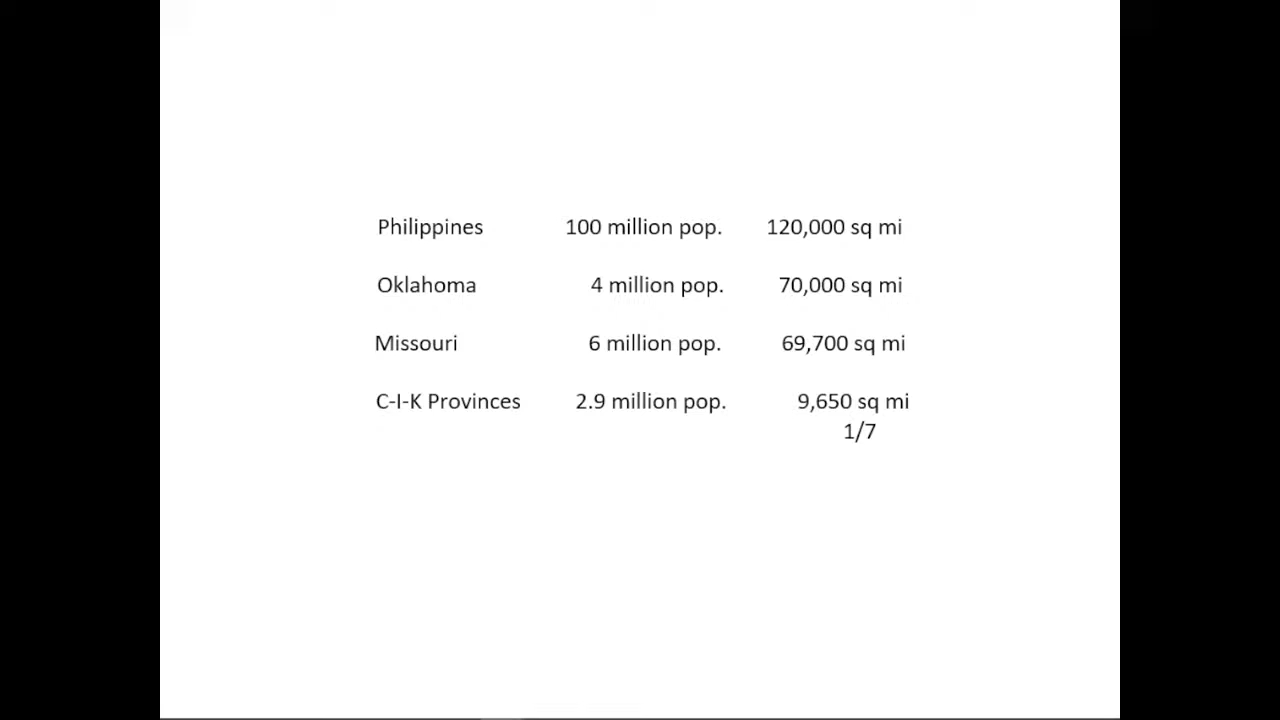 Philippines 100 million pop. 120,000 sq mi
Oklahoma 4 million pop. 70,000 sq mi
Missouri 6 million pop. 69,700 sq mi
C-I-K Provinces 2.9 million pop. 9,650 sq mi
1/7